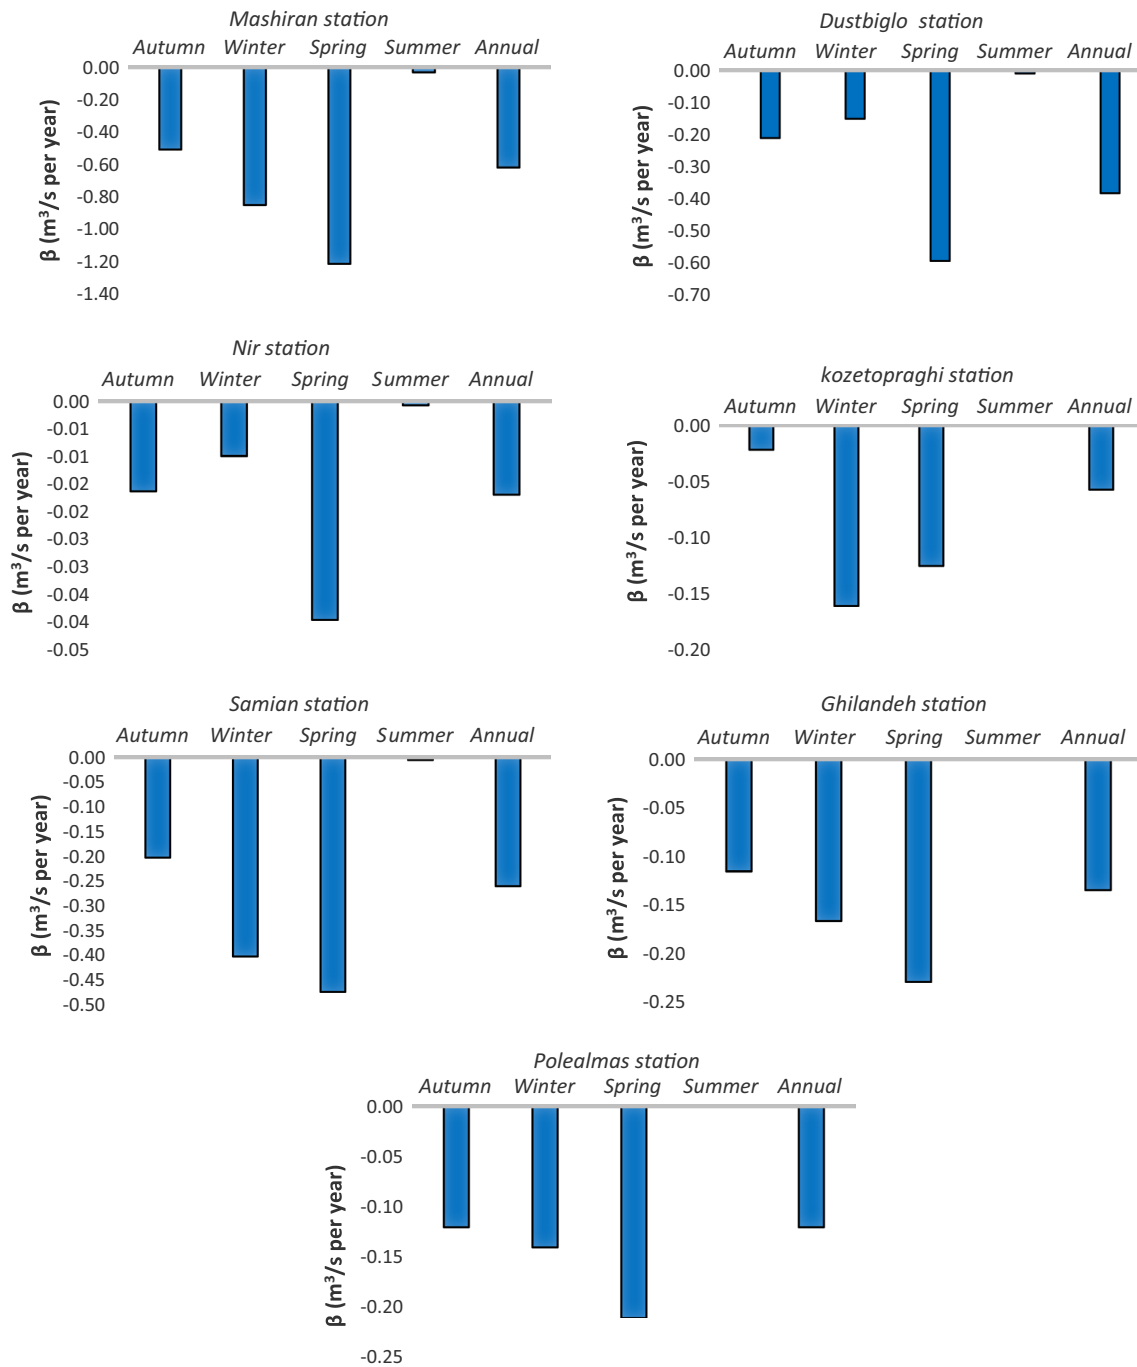 Mashiran station
Autumn Winter Spring Summer Annual
0.00
-0.20
-0.40
-0.60
-0.80
-1.00
-1.20
-1.40
β (m³/s per year)
Dustbiglo station
Autumn Winter Spring Summer Annual
0.00
-0.10
-0.20
-0.30
-0.40
-0.50
-0.60
-0.70
β (m³/s per year)
Nir station
Autumn Winter Spring Summer Annual
0.00
-0.01
-0.01
-0.02
-0.02
-0.03
-0.03
-0.04
-0.04
-0.05
β (m³/s per year)
kozetopraghi station
Autumn Winter Spring Summer Annual
0.00
-0.05
-0.10
-0.15
-0.20
β (m³/s per year)
Samian station
Autumn Winter Spring Summer Annual
0.00
-0.05
-0.10
-0.15
-0.20
-0.25
-0.30
-0.35
-0.40
-0.45
-0.50
β (m³/s per year)
Ghilandeh station
Autumn Winter Spring Summer Annual
0.00
-0.05
-0.10
-0.15
-0.20
-0.25
β (m³/s per year)
Polealmas station
Autumn Winter Spring Summer Annual
0.00
-0.05
-0.10
-0.15
-0.20
-0.25
β (m³/s per year)